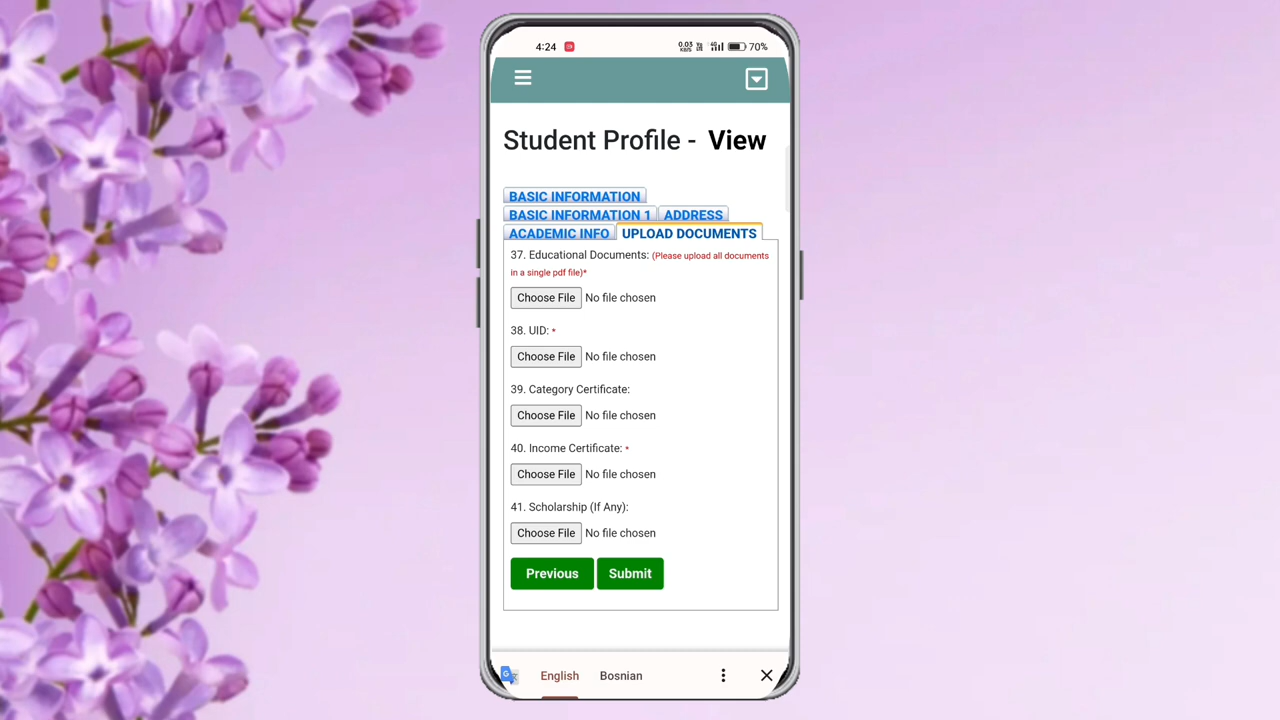 4:24 70%
Student Profile - View
BASIC INFORMATION
BASIC INFORMATION 1 ADDRESS
ACADEMIC INFO UPLOAD DOCUMENTS
37. Educational Documents: (Please upload all documents
in a single pdf file)*
Choose File No file chosen
38. UID: *
Choose File No file chosen
39. Category Certificate:
Choose File No file chosen
40. Income Certificate: *
Choose File No file chosen
41. Scholarship (If Any):
Choose File No file chosen
Previous Submit
English Bosnian